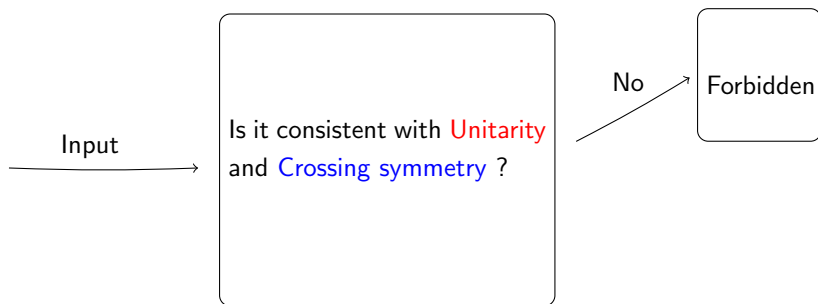 Input
Is it consistent with Unitarity
and Crossing symmetry ?
No
Forbidden